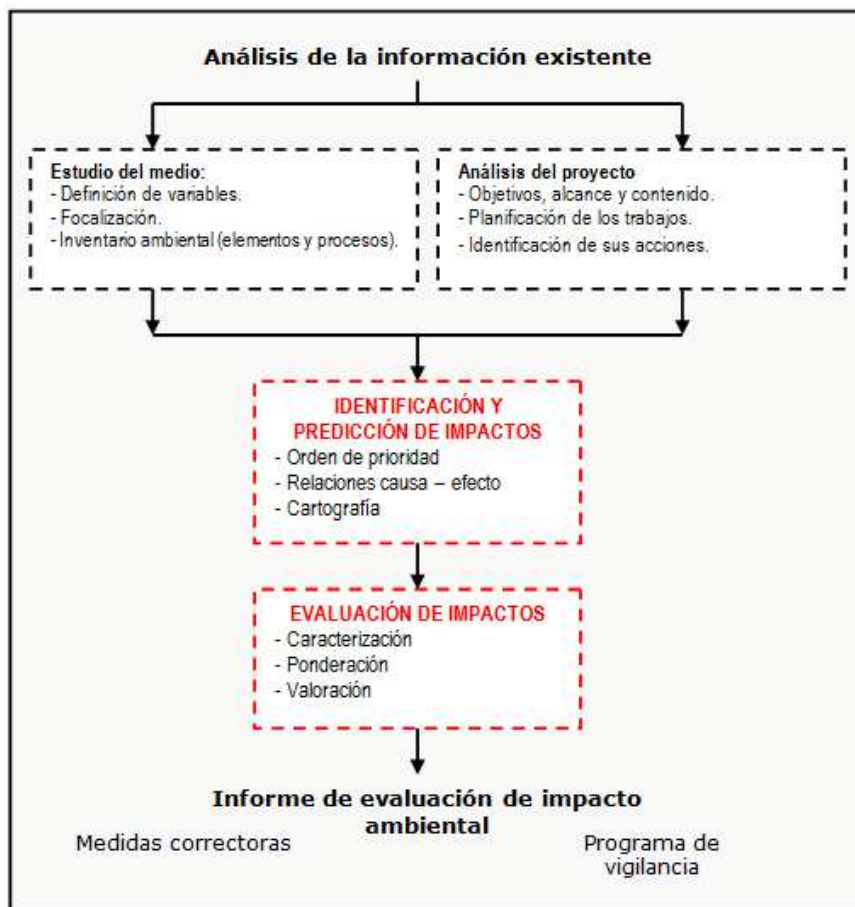 Análisis de la información existente
Estudio del medio:
- Definición de variables.
- Focalización.
- Inventario ambiental (elementos y procesos).
Análisis del proyecto
- Objetivos, alcance y contenido.
- Planificación de los trabajos.
- Identificación de sus acciones.
IDENTIFICACIÓN Y
PREDICCIÓN DE IMPACTOS
- Orden de prioridad
- Relaciones causa – efecto
- Cartografía
EVALUACIÓN DE IMPACTOS
- Caracterización
- Ponderación
- Valoración
Informe de evaluación de impacto
ambiental
Medidas correctoras
Programa de
vigilancia